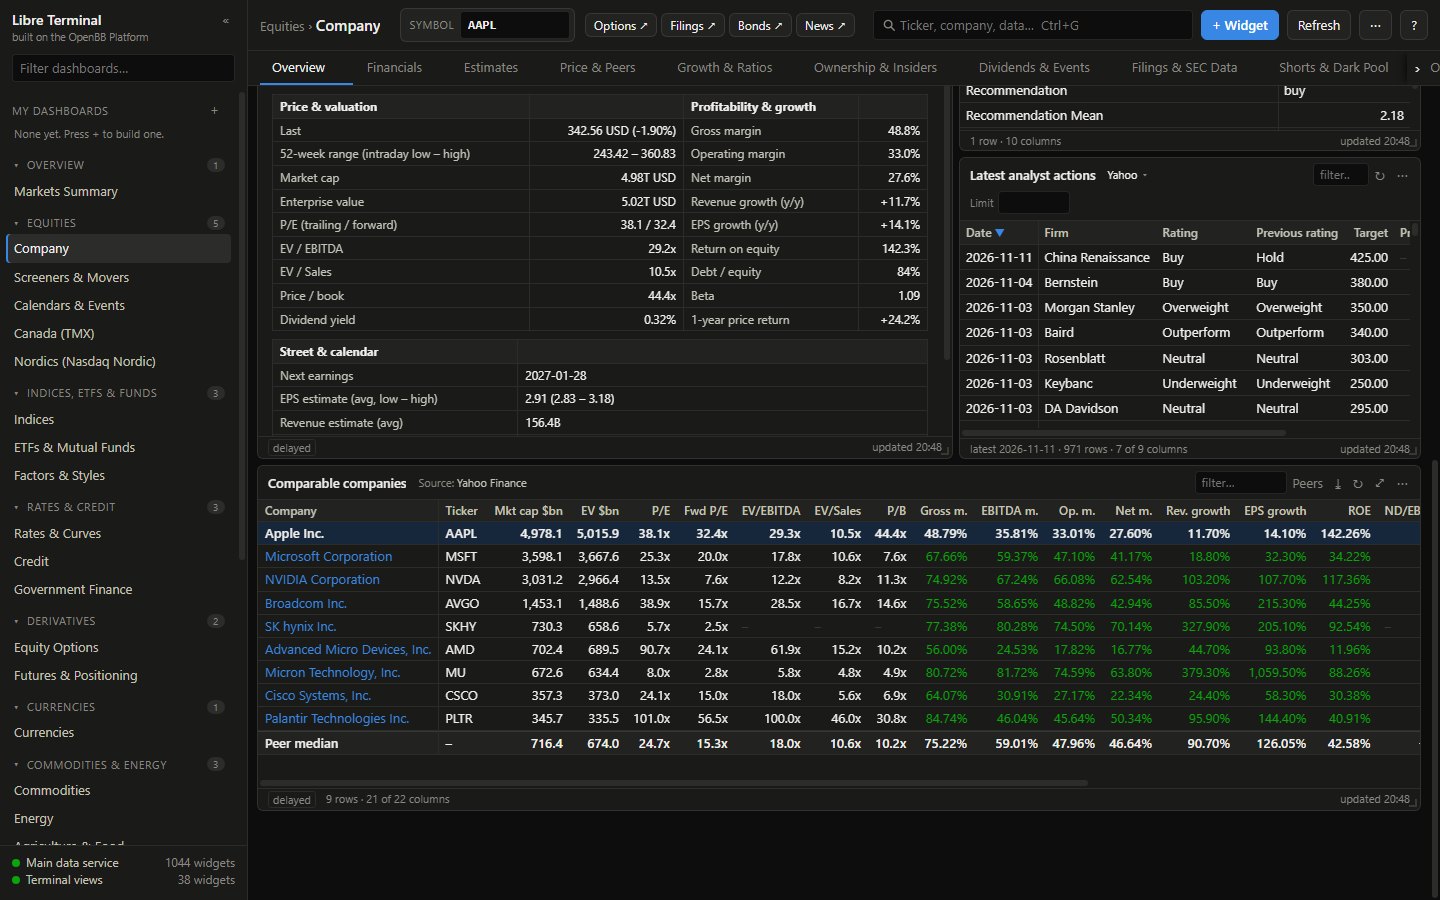 Libre Terminal «
built on the OpenBB Platform
Filter dashboards...
MY DASHBOARDS +
None yet. Press + to build one.
OVERVIEW 1
Markets Summary
EQUITIES 5
Company
Screeners & Movers
Calendars & Events
Canada (TMX)
Nordics (Nasdaq Nordic)
INDICES, ETFS & FUNDS 3
Indices
ETFs & Mutual Funds
Factors & Styles
RATES & CREDIT 3
Rates & Curves
Credit
Government Finance
DERIVATIVES 2
Equity Options
Futures & Positioning
CURRENCIES 1
Currencies
COMMODITIES & ENERGY 3
Commodities
Energy
Main data service 1044 widgets
Terminal views 38 widgets
Equities › Company SYMBOL AAPL Options ↗ Filings ↗ Bonds ↗ News ↗ Ticker, company, data... Ctrl+G + Widget Refresh ... ?
Overview Financials Estimates Price & Peers Growth & Ratios Ownership & Insiders Dividends & Events Filings & SEC Data Shorts & Dark Pool ›
Price & valuation Profitability & growth
Last 342.56 USD (-1.90%) Gross margin 48.8%
52-week range (intraday low – high) 243.42 – 360.83 Operating margin 33.0%
Market cap 4.98T USD Net margin 27.6%
Enterprise value 5.02T USD Revenue growth (y/y) +11.7%
P/E (trailing / forward) 38.1 / 32.4 EPS growth (y/y) +14.1%
EV / EBITDA 29.2x Return on equity 142.3%
EV / Sales 10.5x Debt / equity 84%
Price / book 44.4x Beta 1.09
Dividend yield 0.32% 1-year price return +24.2%
Street & calendar
Next earnings 2027-01-28
EPS estimate (avg, low – high) 2.91 (2.83 – 3.18)
Revenue estimate (avg) 156.4B
delayed updated 20:48
Recommendation buy
Recommendation Mean 2.18
1 row · 10 columns updated 20:48
Latest analyst actions Yahoo filter.. ↻ ...
Limit
Date ▼ Firm Rating Previous rating Target Pr
2026-11-11 China Renaissance Buy Hold 425.00 –
2026-11-04 Bernstein Buy Buy 380.00
2026-11-03 Morgan Stanley Overweight Overweight 350.00
2026-11-03 Baird Outperform Outperform 340.00
2026-11-03 Rosenblatt Neutral Neutral 303.00
2026-11-03 Keybanc Underweight Underweight 250.00
2026-11-03 DA Davidson Neutral Neutral 295.00
latest 2026-11-11 · 971 rows · 7 of 9 columns updated 20:48
Comparable companies Source: Yahoo Finance filter... Peers ↓ ↻ ⤢ ...
Company Ticker Mkt cap $bn EV $bn P/E Fwd P/E EV/EBITDA EV/Sales P/B Gross m. EBITDA m. Op. m. Net m. Rev. growth EPS growth ROE ND/EB
Apple Inc. AAPL 4,978.1 5,015.9 38.1x 32.4x 29.3x 10.5x 44.4x 48.79% 35.81% 33.01% 27.60% 11.70% 14.10% 142.26%
Microsoft Corporation MSFT 3,598.1 3,667.6 25.3x 20.0x 17.8x 10.6x 7.6x 67.66% 59.37% 47.10% 41.17% 18.80% 32.30% 34.22%
NVIDIA Corporation NVDA 3,031.2 2,966.4 13.5x 7.6x 12.2x 8.2x 11.3x 74.92% 67.24% 66.08% 62.54% 103.20% 107.70% 117.36%
Broadcom Inc. AVGO 1,453.1 1,488.6 38.9x 15.7x 28.5x 16.7x 14.6x 75.52% 58.65% 48.82% 42.94% 85.50% 215.30% 44.25%
SK hynix Inc. SKHY 730.3 658.6 5.7x 2.5x – – – 77.38% 80.28% 74.50% 70.14% 327.90% 205.10% 92.54% –
Advanced Micro Devices, Inc. AMD 702.4 689.5 90.7x 24.1x 61.9x 15.2x 10.2x 56.00% 24.53% 17.82% 16.77% 44.70% 93.80% 11.96%
Micron Technology, Inc. MU 672.6 634.4 8.0x 2.8x 5.8x 4.8x 4.9x 80.72% 81.72% 74.59% 63.80% 379.30% 1,059.50% 88.26%
Cisco Systems, Inc. CSCO 357.3 373.0 24.1x 15.0x 18.0x 5.6x 6.9x 64.07% 30.91% 27.17% 22.34% 24.40% 58.30% 30.38%
Palantir Technologies Inc. PLTR 345.7 335.5 101.0x 56.5x 100.0x 46.0x 30.8x 84.74% 46.04% 45.64% 50.34% 95.90% 144.40% 40.91%
Peer median – 716.4 674.0 24.7x 15.3x 18.0x 10.6x 10.2x 75.22% 59.01% 47.96% 46.64% 90.70% 126.05% 42.58%
delayed 9 rows · 21 of 22 columns updated 20:48